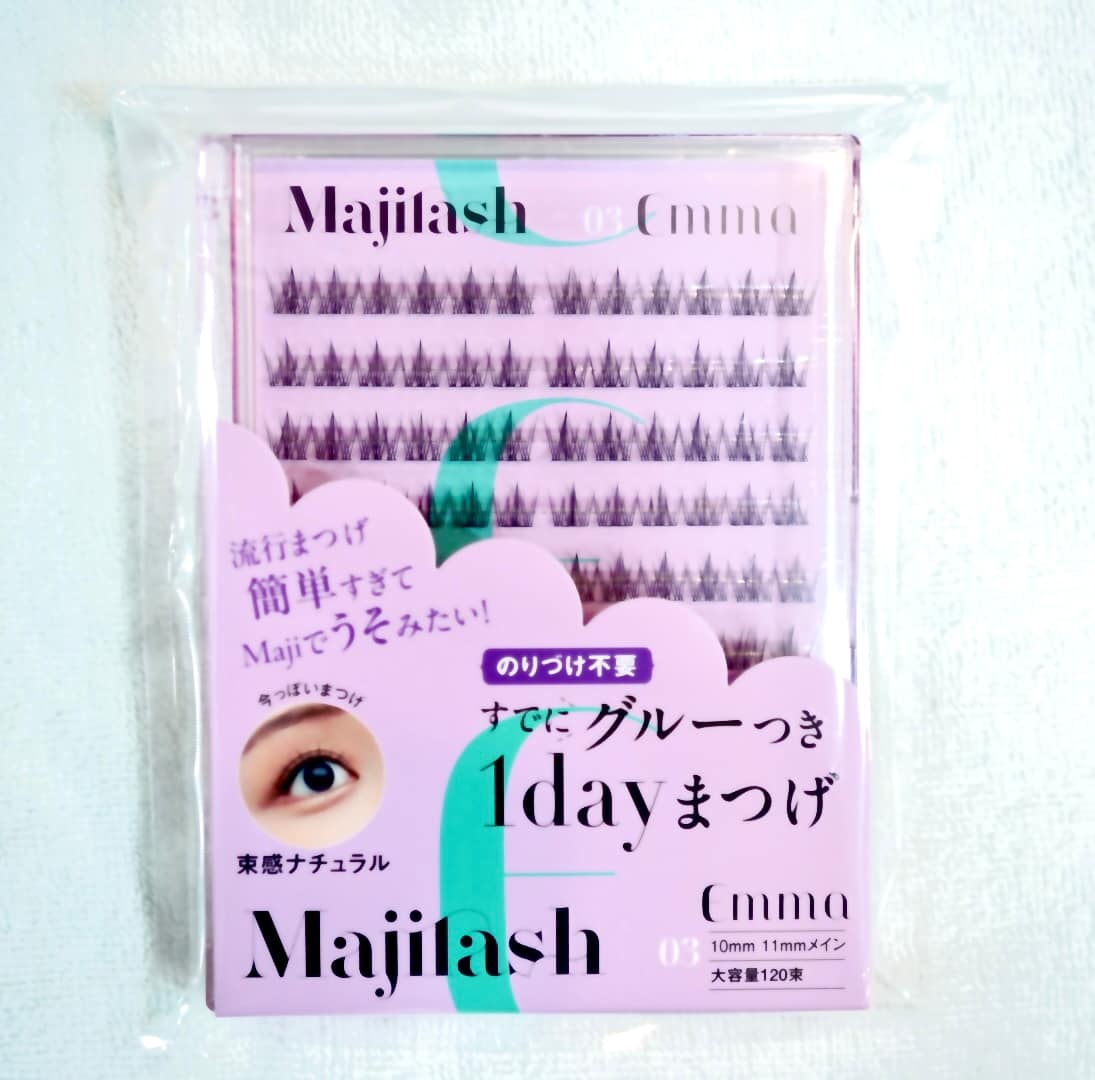 Majilash 03 Emma
流行まつげ
簡単すぎて
Majiでうそみたい!
今っぽいまつげ
束感ナチュラル
のりづけ不要
すでにグルーつき
1dayまつげ
Majilash
03 Emma
10mm 11mmメイン
大容量120束